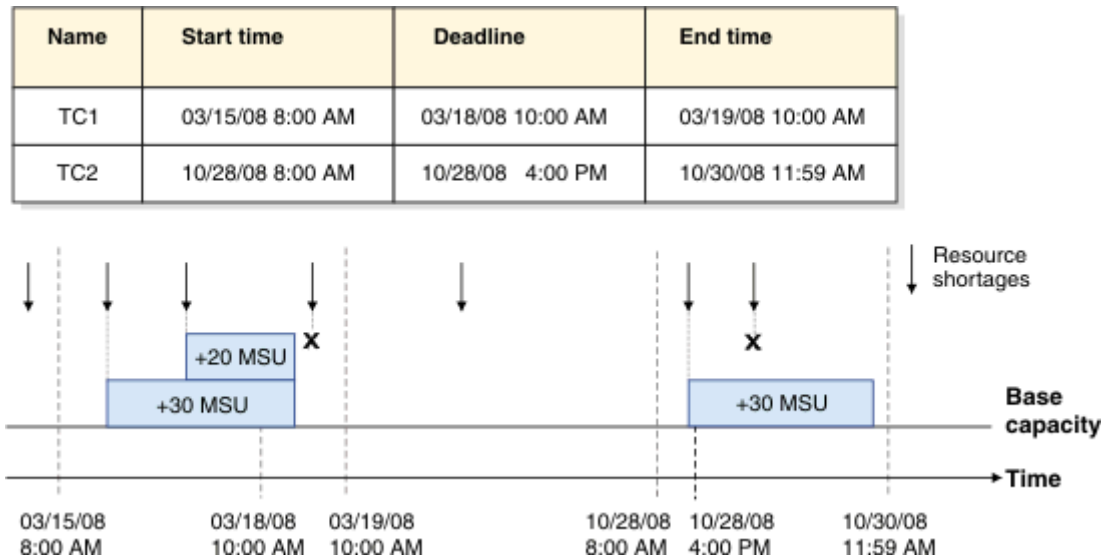 Name Start time Deadline End time
TC1 03/15/08 8:00 AM 03/18/08 10:00 AM 03/19/08 10:00 AM
TC2 10/28/08 8:00 AM 10/28/08 4:00 PM 10/30/08 11:59 AM
Resource
shortages
x x
+20 MSU
+30 MSU +30 MSU
Base
capacity
Time
03/15/08 03/18/08 03/19/08 10/28/08 10/28/08 10/30/08
8:00 AM 10:00 AM 10:00 AM 8:00 AM 4:00 PM 11:59 AM